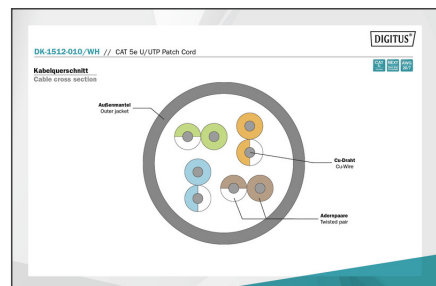 DIGITUS®
DK-1512-010/WH // CAT 5e U/UTP Patch Cord
Kabelquerschnitt
Cable cross section
Außenmantel
Outer jacket
Cu-Draht
Cu Wire
Aderpaare
Twisted pair